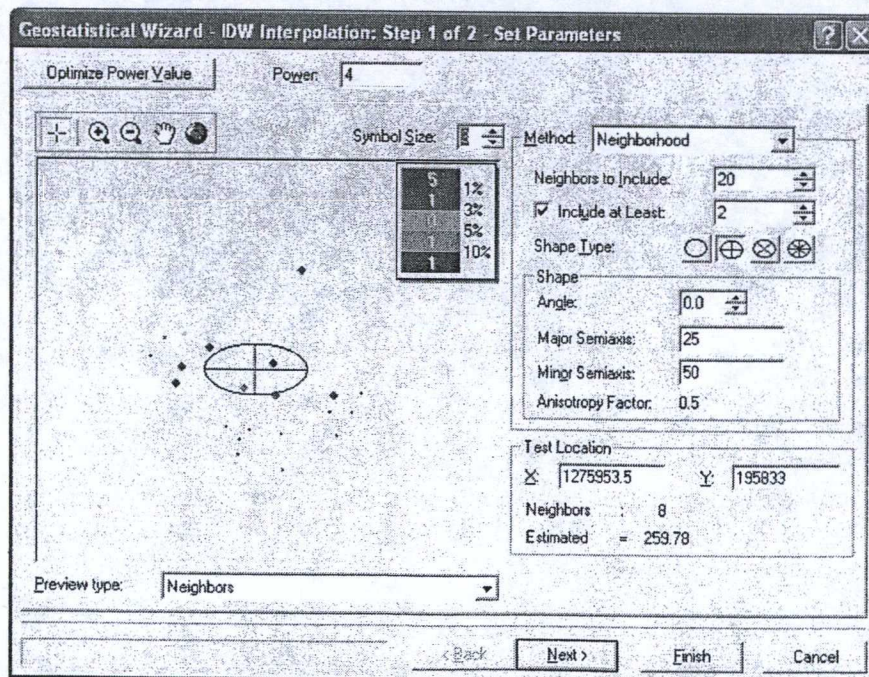 Geostatistical Wizard - IDW Interpolation: Step 1 of 2 - Set Parameters
Optimize Power Value
Power: 4
Symbol Size:
5
1
0
1
1
1%
3%
5%
10%
Method: Neighborhood
Neighbors to Include: 20
Include at Least: 2
Shape Type:
Shape
Angle: 0.0
Major Semiaxis: 25
Minor Semiaxis: 50
Anisotropy Factor: 0.5
Test Location
X: 1275953.5 Y: 195833
Neighbors : 8
Estimated = 259.78
Preview type: Neighbors
< Back
Next >
Finish
Cancel